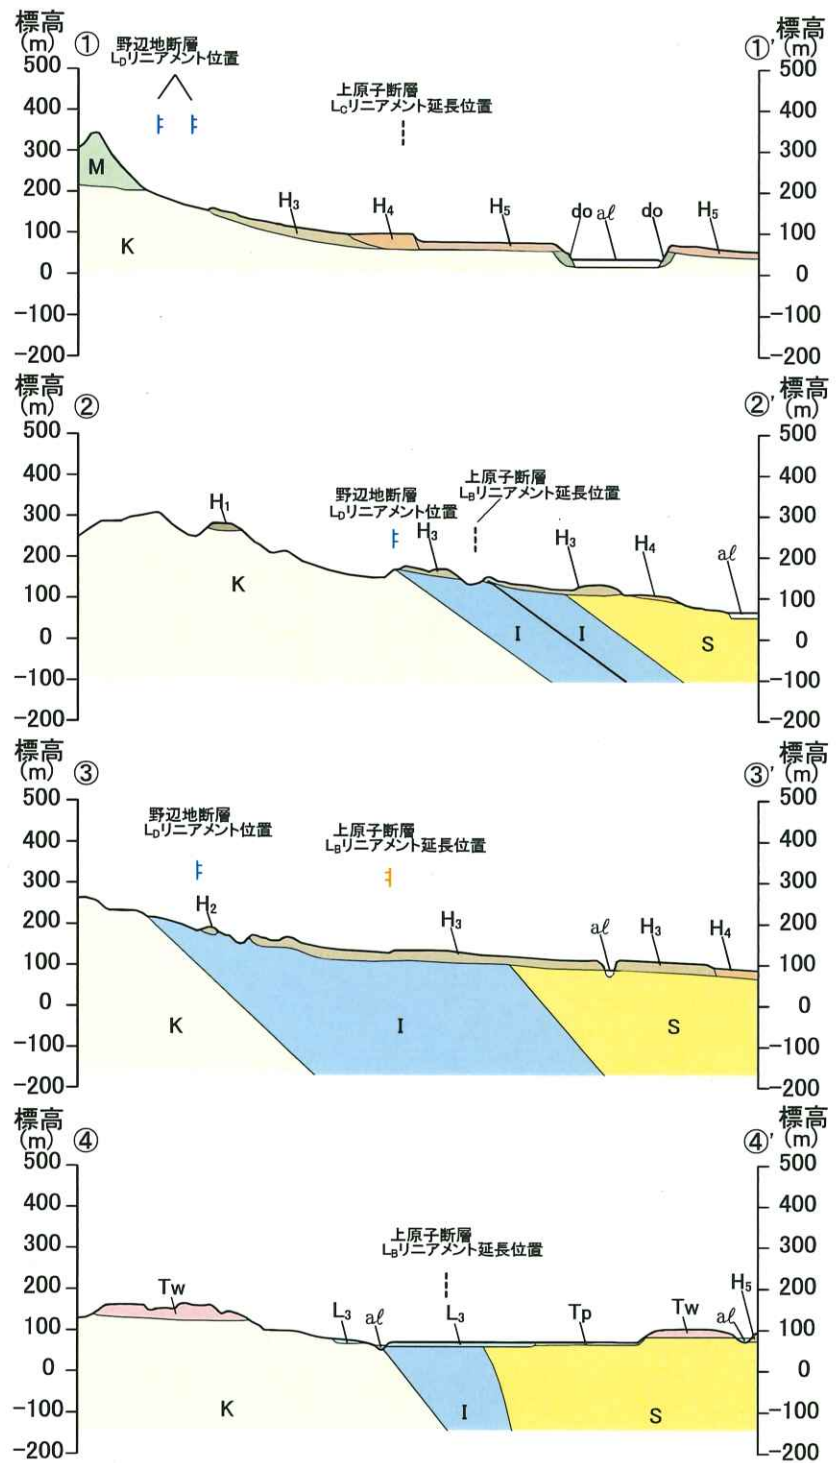 標高
(m)
①
野辺地断層
LDリニアメント位置
上原子断層
LCリニアメント延長位置
①'
標高
(m)
500
400
300
200
100
0
-100
-200
500
400
300
200
100
0
-100
-200
M
K
H3
H4
H5
do
al
do
H5
標高
(m)
②
野辺地断層
LDリニアメント位置
上原子断層
LBリニアメント延長位置
②'
標高
(m)
500
400
300
200
100
0
-100
-200
500
400
300
200
100
0
-100
-200
H1
K
H3
H3
H4
al
I
I
S
標高
(m)
③
野辺地断層
LDリニアメント位置
上原子断層
LBリニアメント延長位置
③'
標高
(m)
500
400
300
200
100
0
-100
-200
500
400
300
200
100
0
-100
-200
H2
H3
al
H3
H4
K
I
S
標高
(m)
④
上原子断層
LBリニアメント延長位置
④'
標高
(m)
500
400
300
200
100
0
-100
-200
500
400
300
200
100
0
-100
-200
Tw
L3
al
L3
Tp
Tw
al
H5
K
I
S